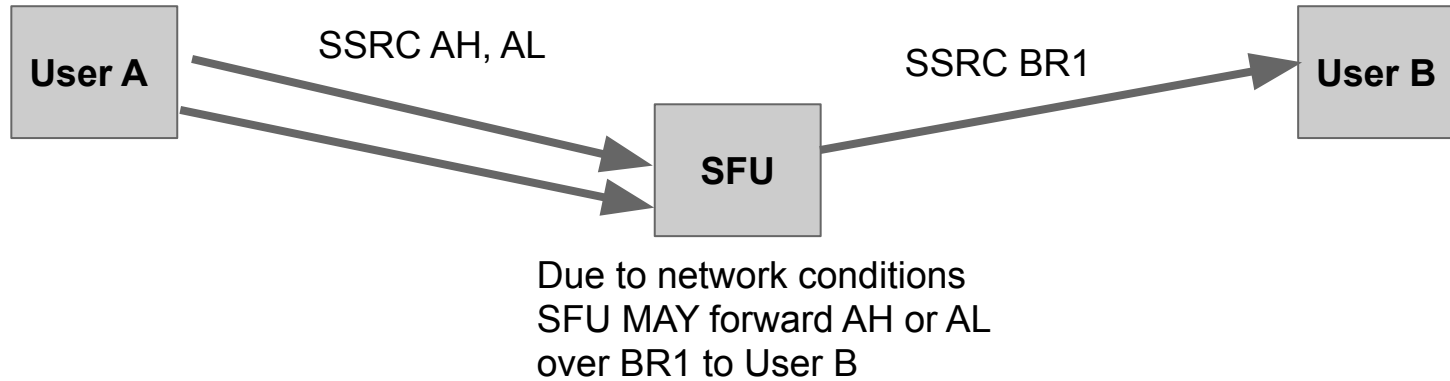 SSRC AH, AL
User A
SSRC BR1
User B
SFU
Due to network conditions
SFU MAY forward AH or AL
over BR1 to User B